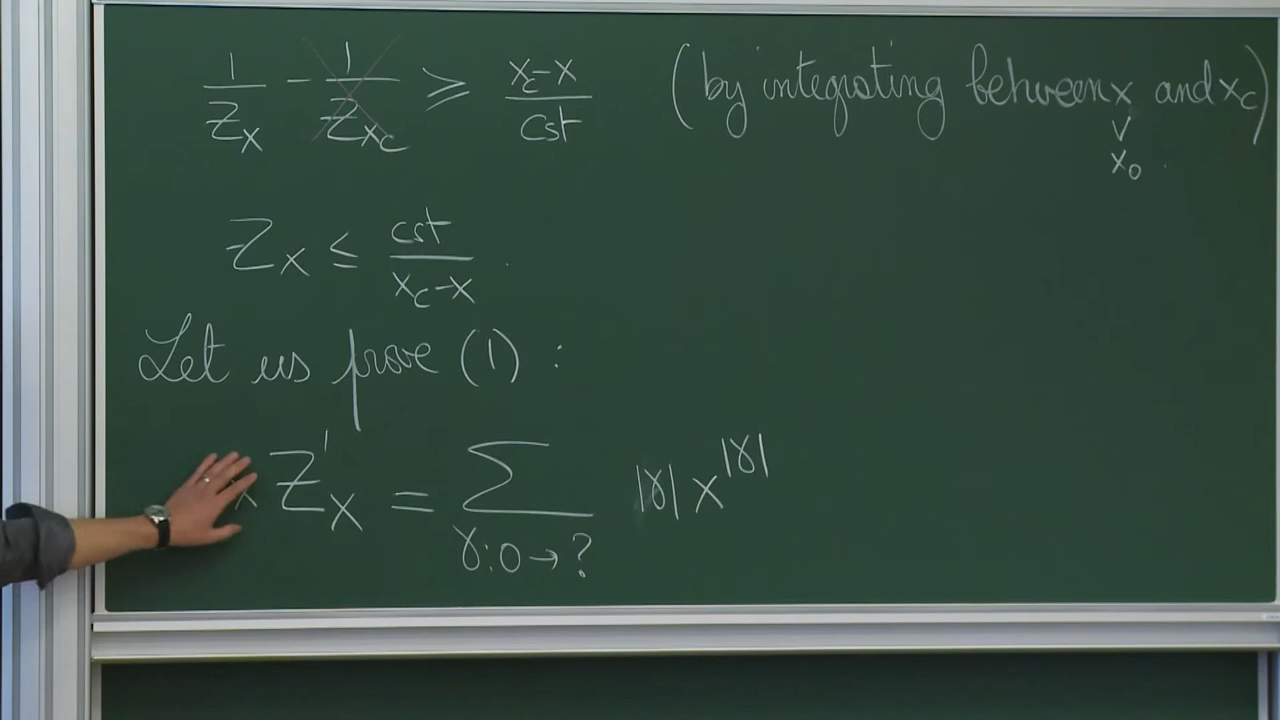 1/Z_x − 1/Z_{x_c} ⩾ (x_c − x)/cst (by integrating between x and x_c)
∨
x_0
Z_x ≤ cst/(x_c − x).
Let us prove (1) :
x Z'_x = ∑_{γ:0→?} |γ| x^{|γ|}